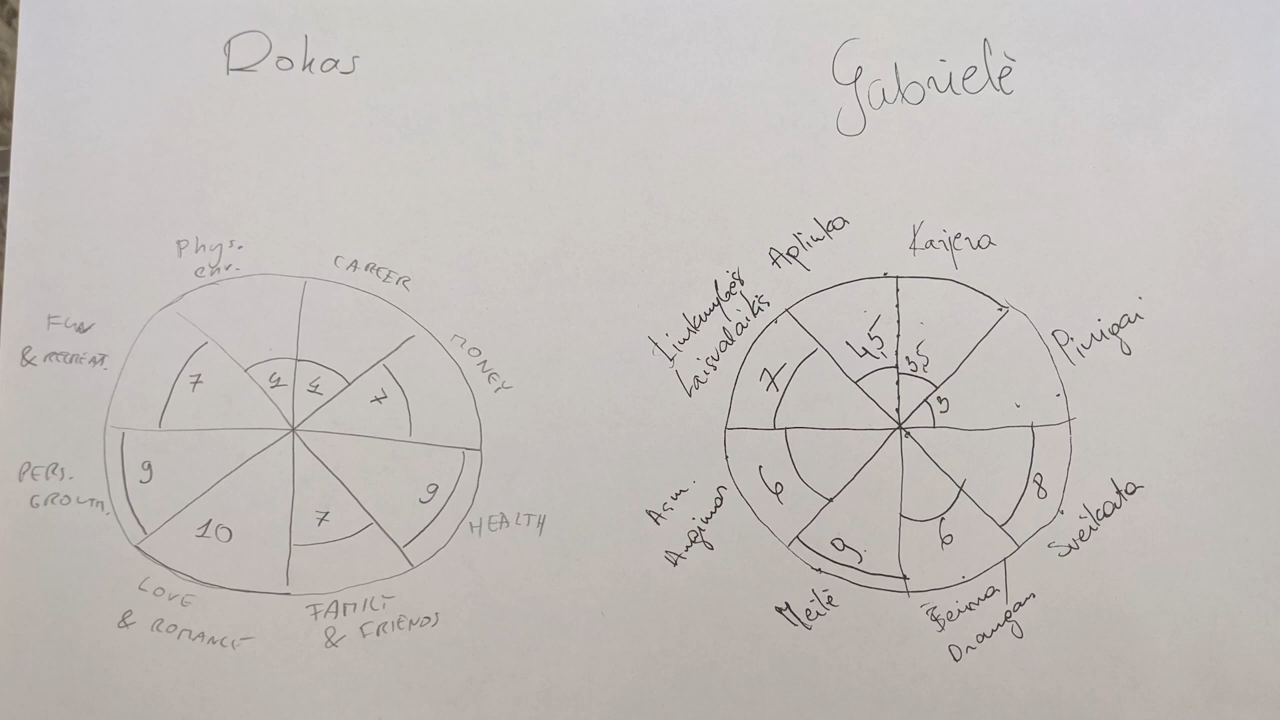 Rokas
Phys.
env.
CAREER
MONEY
HEALTH
FAMILY
& FRIENDS
LOVE
& ROMANCE
PERS.
GROWTH.
FUN
& RECREAT.
4
4
7
9
7
10
9
7
Gabrielė
Aplinka
Karjera
Pinigai
Sveikata
Šeima
Draugai
Meilė
Asm.
Augimas
Linksmybės
Laisvalaikis
4,5
3,5
3
8
6
9
6
7